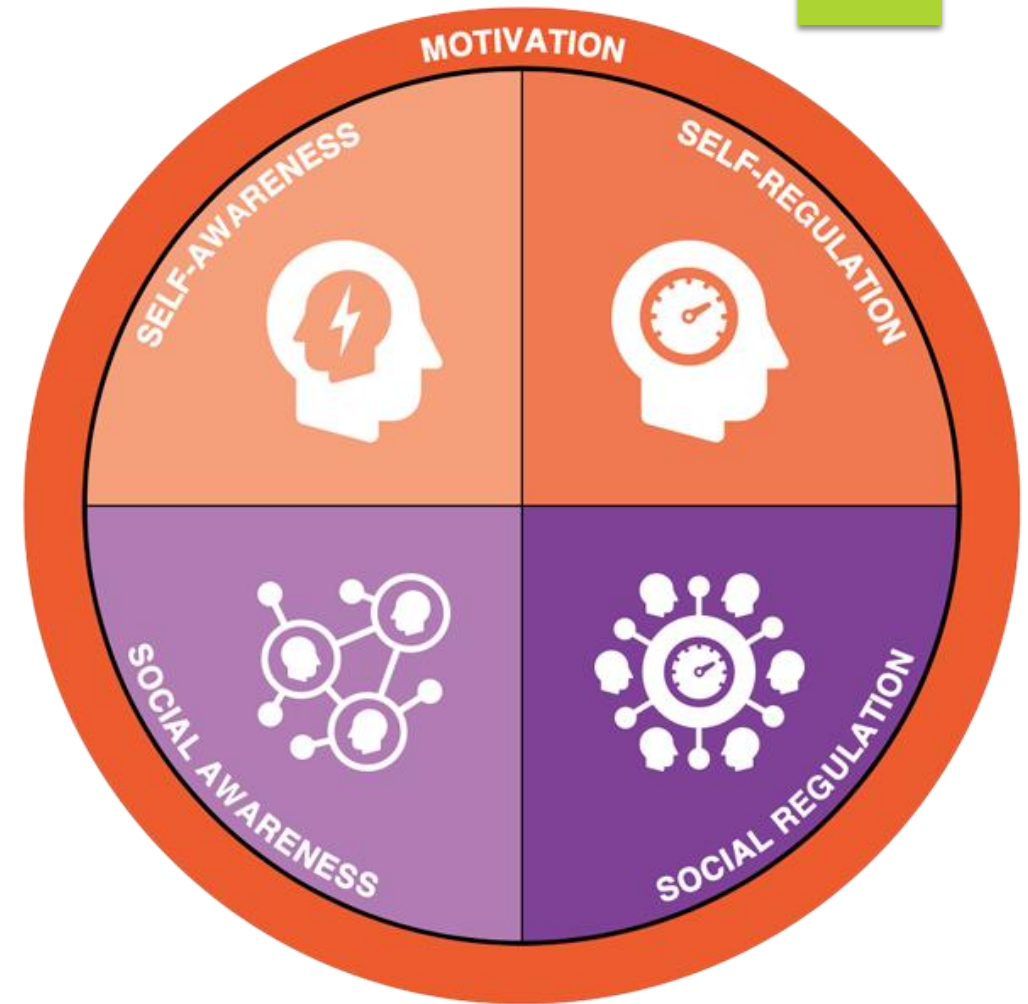 MOTIVATION
SELF-AWARENESS
SELF-REGULATION
SOCIAL AWARENESS
SOCIAL REGULATION